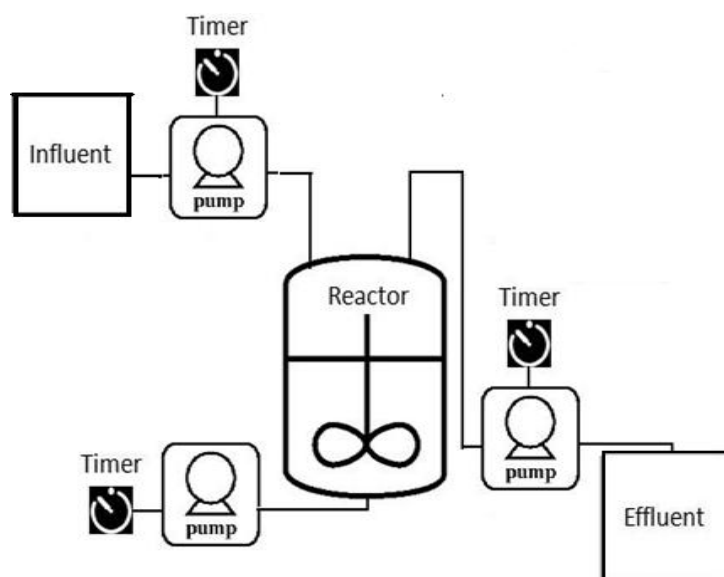 Timer
Influent
pump
Reactor
Timer
pump
Timer
pump
Effluent